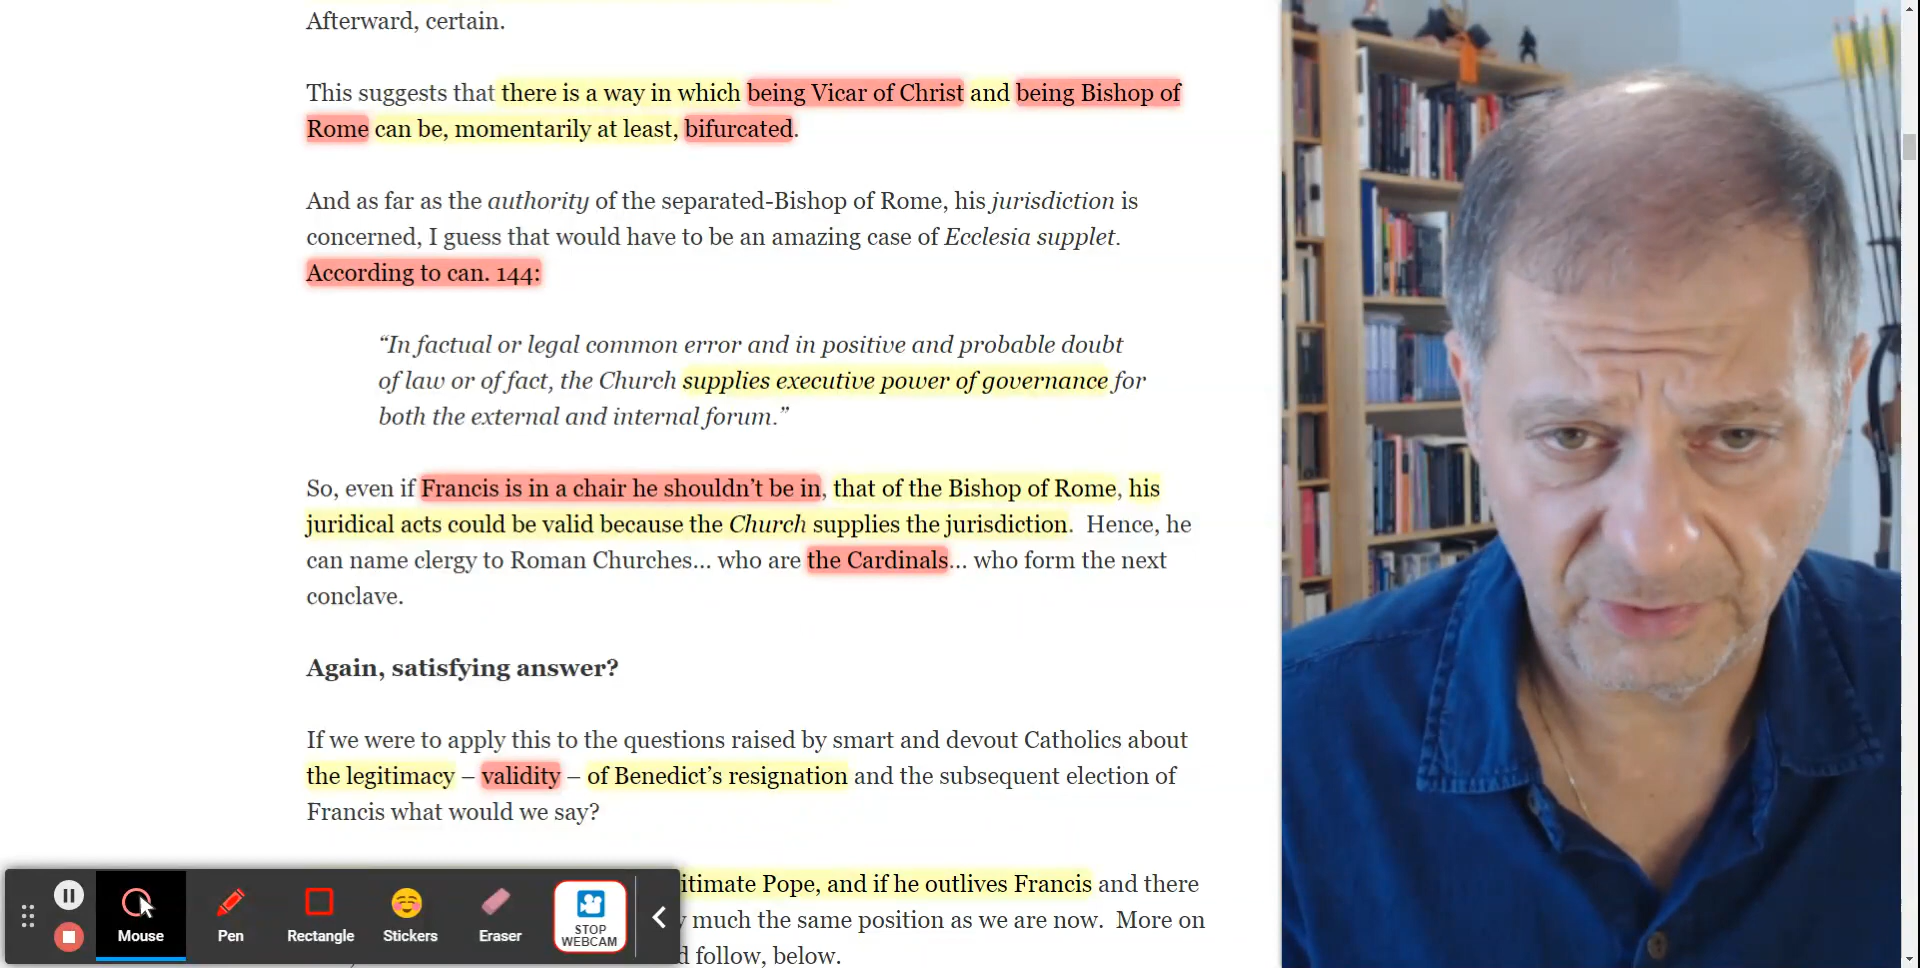 Afterward, certain.
This suggests that there is a way in which being Vicar of Christ and being Bishop of
Rome can be, momentarily at least, bifurcated.
And as far as the authority of the separated-Bishop of Rome, his jurisdiction is
concerned, I guess that would have to be an amazing case of Ecclesia supplet.
According to can. 144:
“In factual or legal common error and in positive and probable doubt
of law or of fact, the Church supplies executive power of governance for
both the external and internal forum.”
So, even if Francis is in a chair he shouldn’t be in, that of the Bishop of Rome, his
juridical acts could be valid because the Church supplies the jurisdiction.  Hence, he
can name clergy to Roman Churches… who are the Cardinals… who form the next
conclave.
Again, satisfying answer?
If we were to apply this to the questions raised by smart and devout Catholics about
the legitimacy – validity – of Benedict’s resignation and the subsequent election of
Francis what would we say?
itimate Pope, and if he outlives Francis and there
much the same position as we are now.  More on
follow, below.
Mouse
Pen
Rectangle
Stickers
Eraser
STOP
WEBCAM